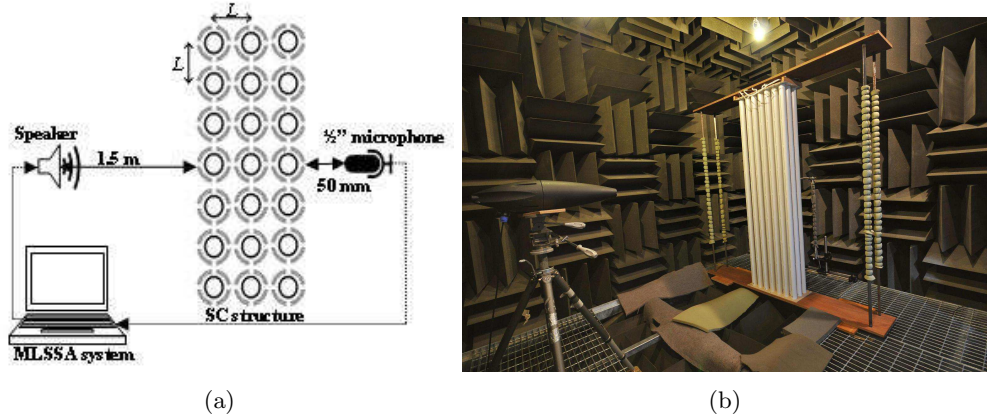 L
L
Speaker
1.5 m
½” microphone
50 mm
SC structure
MLSSA system
(a)
(b)